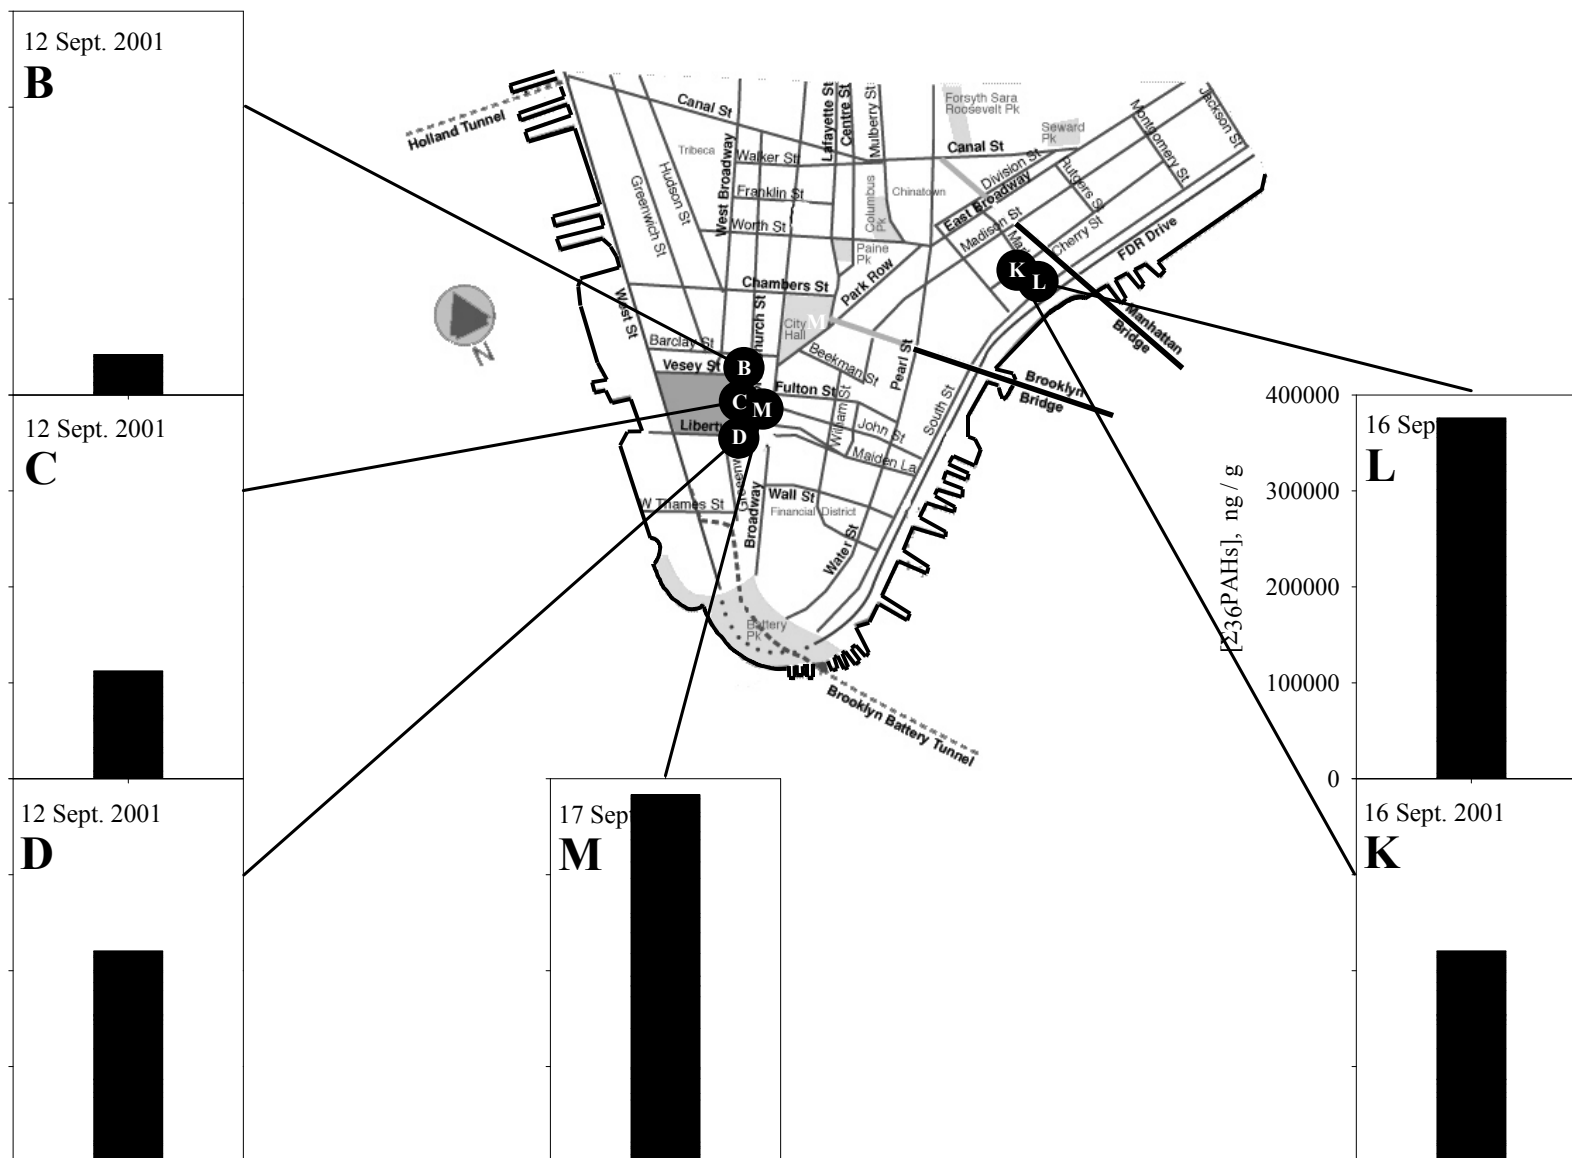 12 Sept. 2001
B
12 Sept. 2001
C
12 Sept. 2001
D
17 Sept
M
16 Sep
L
16 Sept. 2001
K
400000
300000
200000
100000
0
[Σ36PAHs], ng / g
Holland Tunnel
Canal St
Tribeca
Walker St
Franklin St
Worth St
Hudson St
Greenwich St
West Broadway
Lafayette St
Centre St
Mulberry St
Columbus Pk
Chinatown
Forsyth Sara
Roosevelt Pk
Seward
Pk
Canal St
Division St
East Broadway
Madison St
Rutgers St
Montgomery St
Jackson St
Cherry St
FDR Drive
Paine
Pk
Park Row
Chambers St
West St
Church St
City
Hall
M
Barclay St
Vesey St
Beekman St
Pearl St
Fulton St
William St
John St
Maiden La
South St
Manhattan
Bridge
Brooklyn
Bridge
K
L
B
C
M
D
Liberty
W Thames St
Broadway
Wall St
Financial District
Water St
Battery
Pk
Brooklyn Battery Tunnel
N